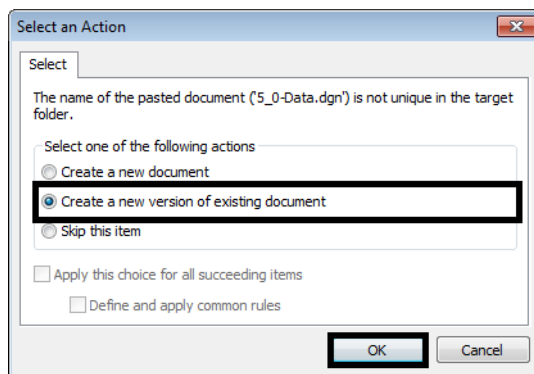 Select an Action
Select
The name of the pasted document ('5_0-Data.dgn') is not unique in the target
folder.
Select one of the following actions
Create a new document
Create a new version of existing document
Skip this item
Apply this choice for all succeeding items
Define and apply common rules
OK Cancel